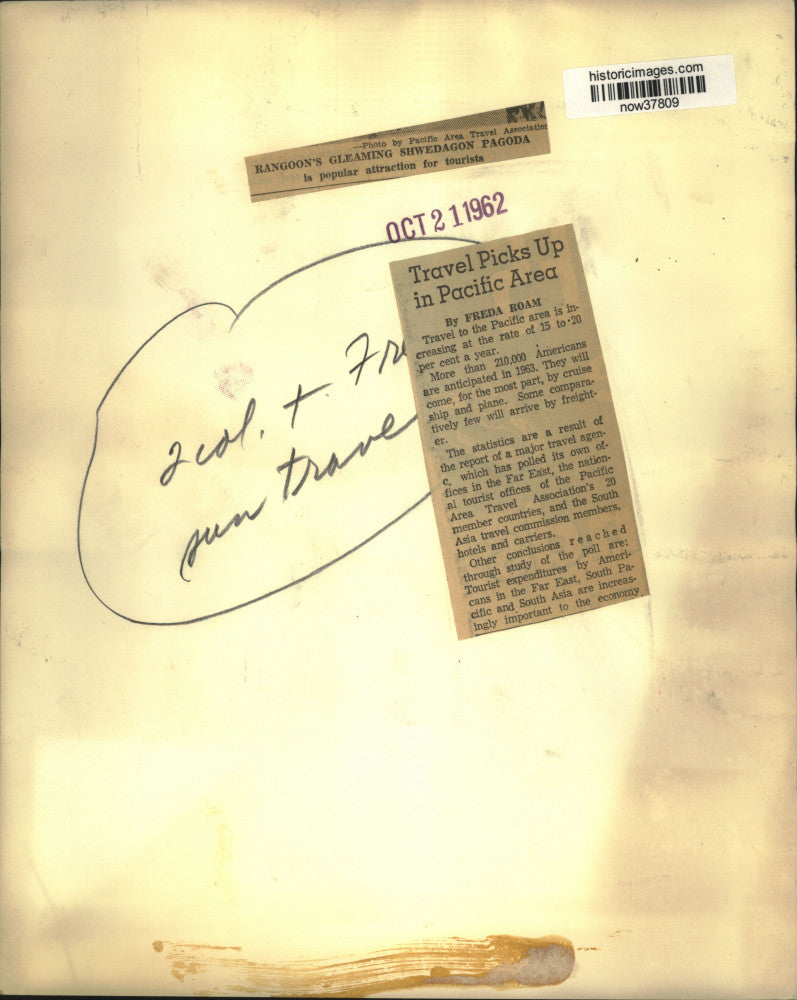 historicimages.com
now37809
—Photo by Pacific Area Travel Association
RANGOON'S GLEAMING SHWEDAGON PAGODA
is popular attraction for tourists
OCT 21 1962
Travel Picks Up
in Pacific Area
By FREDA ROAM
Travel to the Pacific area is in-
creasing at the rate of 15 to 20
per cent a year.
More than 210,000 Americans
are anticipated in 1963. They will
come, for the most part, by cruise
ship and plane. Some compara-
tively few will arrive by freight-
er.
The statistics are a result of
the report of a major travel agen-
c. which has polled its own of-
fices in the Far East, the nation-
al tourist offices of the Pacific
Area Travel Association's 20
member countries, and the South
Asia travel commission members,
hotels and carriers.
Other conclusions reached
through study of the poll are:
Tourist expenditures by Ameri-
cans in the Far East, South Pa-
cific and South Asia are increas-
ingly important to the economy
2 col. + Fre
sun trave